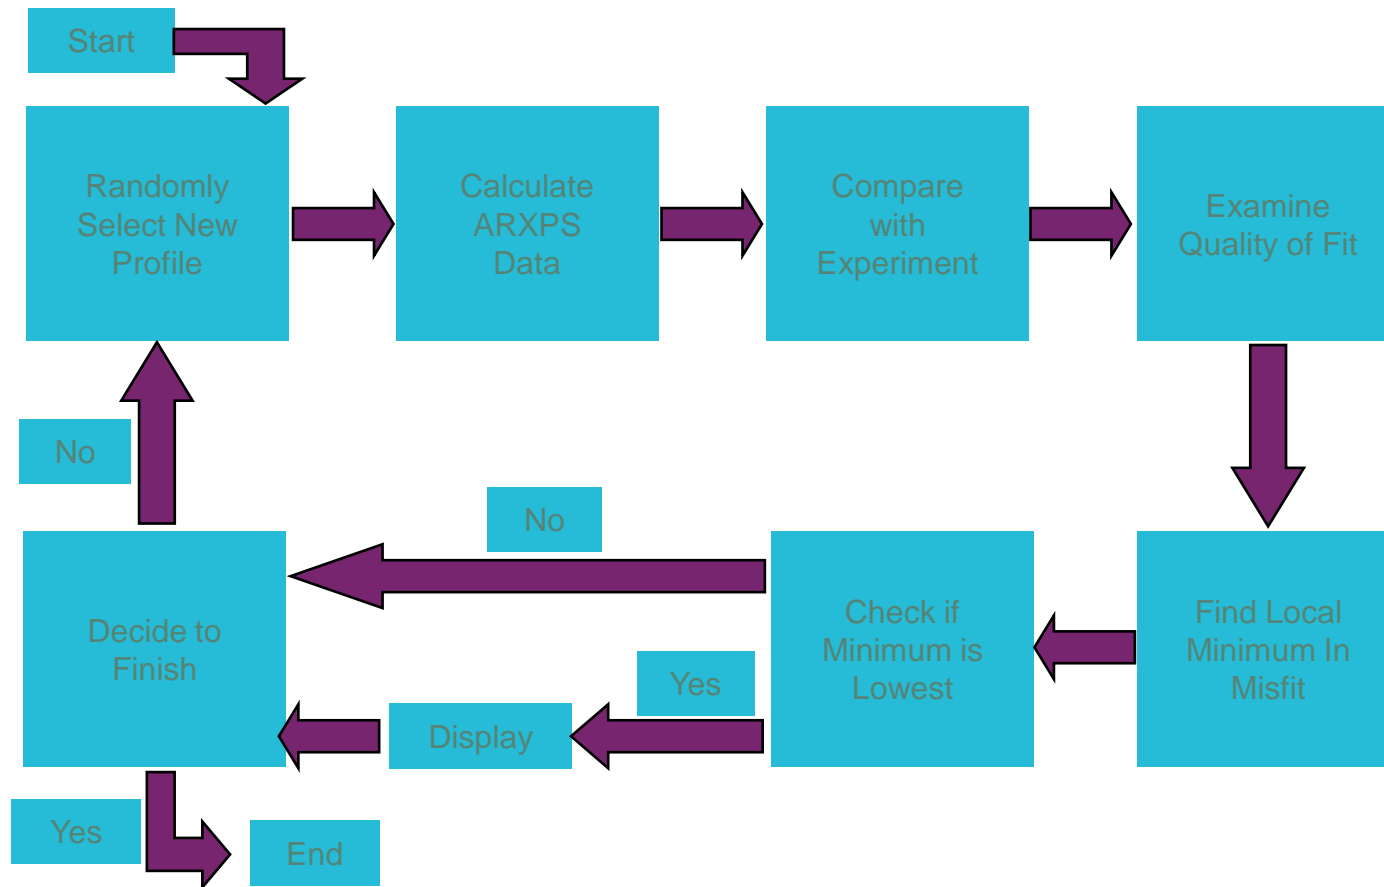 Start
Randomly
Select New
Profile
Calculate
ARXPS
Data
Compare
with
Experiment
Examine
Quality of Fit
No
No
Decide to
Finish
Check if
Minimum is
Lowest
Find Local
Minimum In
Misfit
Yes
Display
Yes
End